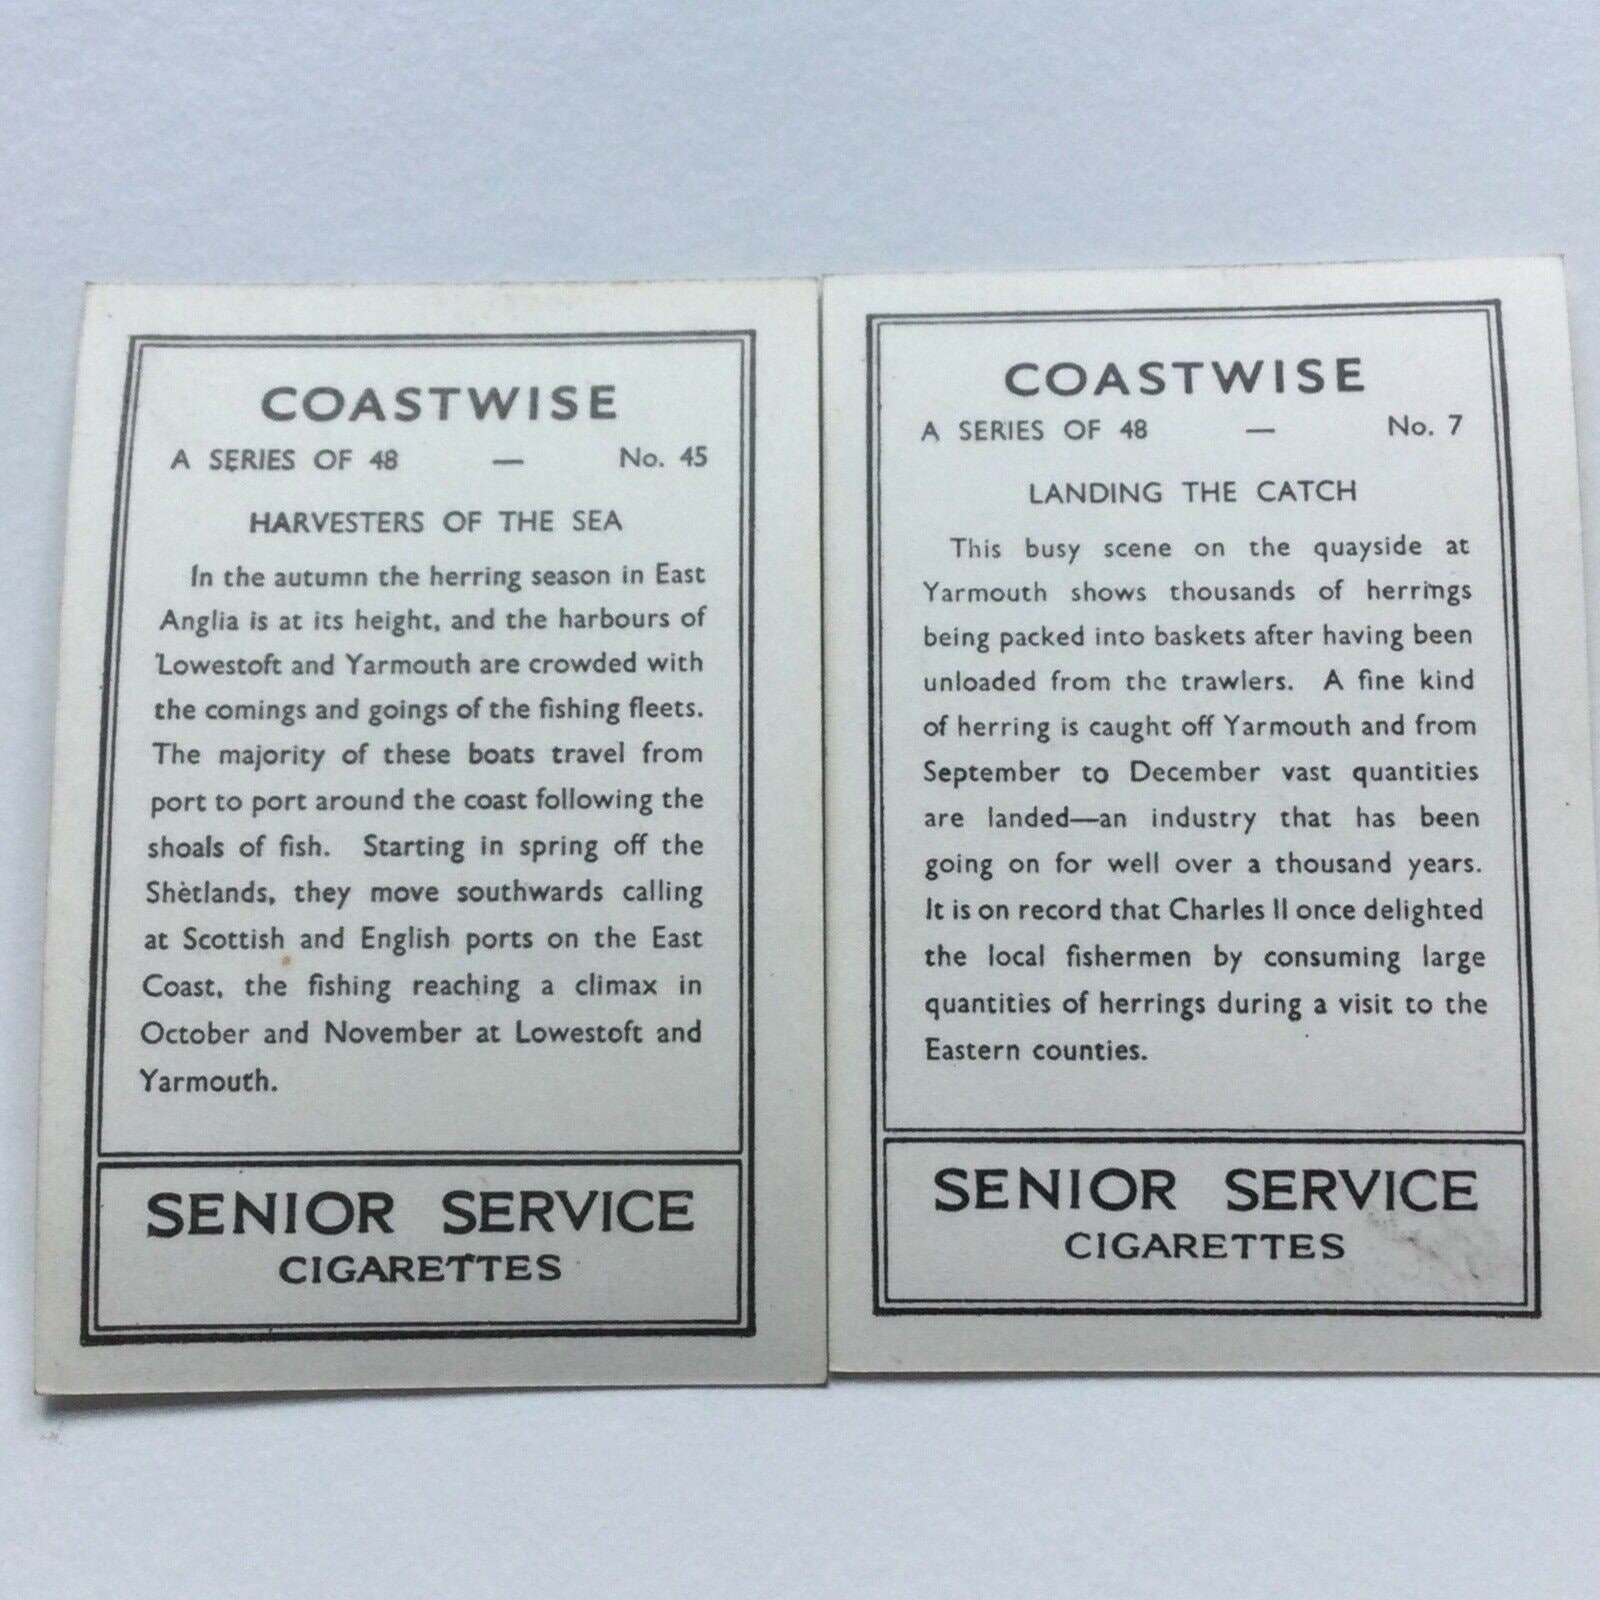 COASTWISE
A SERIES OF 48 — No. 45
HARVESTERS OF THE SEA
In the autumn the herring season in East
Anglia is at its height, and the harbours of
Lowestoft and Yarmouth are crowded with
the comings and goings of the fishing fleets.
The majority of these boats travel from
port to port around the coast following the
shoals of fish. Starting in spring off the
Shetlands, they move southwards calling
at Scottish and English ports on the East
Coast, the fishing reaching a climax in
October and November at Lowestoft and
Yarmouth.
SENIOR SERVICE
CIGARETTES
COASTWISE
A SERIES OF 48 — No. 7
LANDING THE CATCH
This busy scene on the quayside at
Yarmouth shows thousands of herrings
being packed into baskets after having been
unloaded from the trawlers. A fine kind
of herring is caught off Yarmouth and from
September to December vast quantities
are landed—an industry that has been
going on for well over a thousand years.
It is on record that Charles II once delighted
the local fishermen by consuming large
quantities of herrings during a visit to the
Eastern counties.
SENIOR SERVICE
CIGARETTES